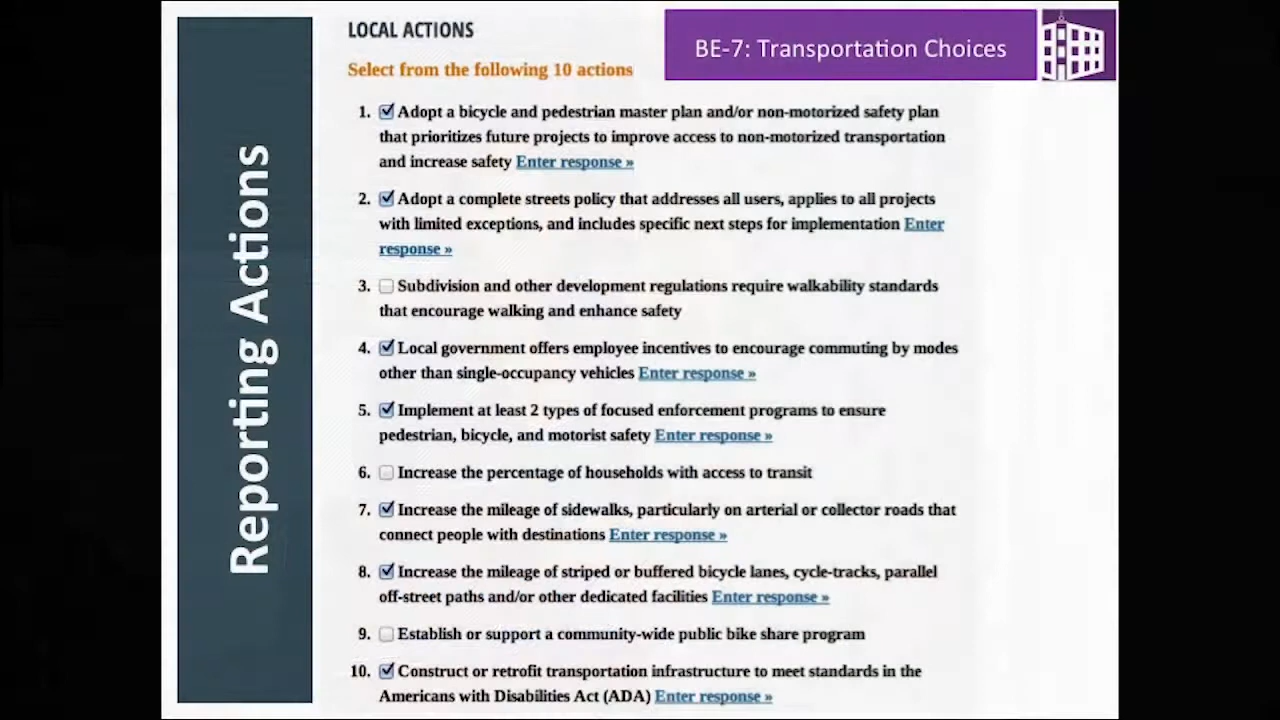 LOCAL ACTIONS
BE-7: Transportation Choices
Select from the following 10 actions
Reporting Actions
1. Adopt a bicycle and pedestrian master plan and/or non-motorized safety plan
that prioritizes future projects to improve access to non-motorized transportation
and increase safety Enter response »
2. Adopt a complete streets policy that addresses all users, applies to all projects
with limited exceptions, and includes specific next steps for implementation Enter
response »
3. Subdivision and other development regulations require walkability standards
that encourage walking and enhance safety
4. Local government offers employee incentives to encourage commuting by modes
other than single-occupancy vehicles Enter response »
5. Implement at least 2 types of focused enforcement programs to ensure
pedestrian, bicycle, and motorist safety Enter response »
6. Increase the percentage of households with access to transit
7. Increase the mileage of sidewalks, particularly on arterial or collector roads that
connect people with destinations Enter response »
8. Increase the mileage of striped or buffered bicycle lanes, cycle-tracks, parallel
off-street paths and/or other dedicated facilities Enter response »
9. Establish or support a community-wide public bike share program
10. Construct or retrofit transportation infrastructure to meet standards in the
Americans with Disabilities Act (ADA) Enter response »